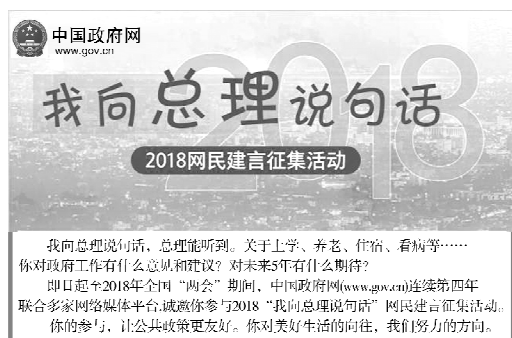 中国政府网
www.gov.cn
2018
我向总理说句话
2018网民建言征集活动
我向总理说句话，总理能听到。关于上学、养老、住宿、看病等……
你对政府工作有什么意见和建议？对未来5年有什么期待？
即日起至2018年全国“两会”期间，中国政府网(www.gov.cn)连续第四年
联合多家网络媒体平台,诚邀你参与2018“我向总理说句话”网民建言征集活动。
你的参与，让公共政策更友好。你对美好生活的向往，我们努力的方向。